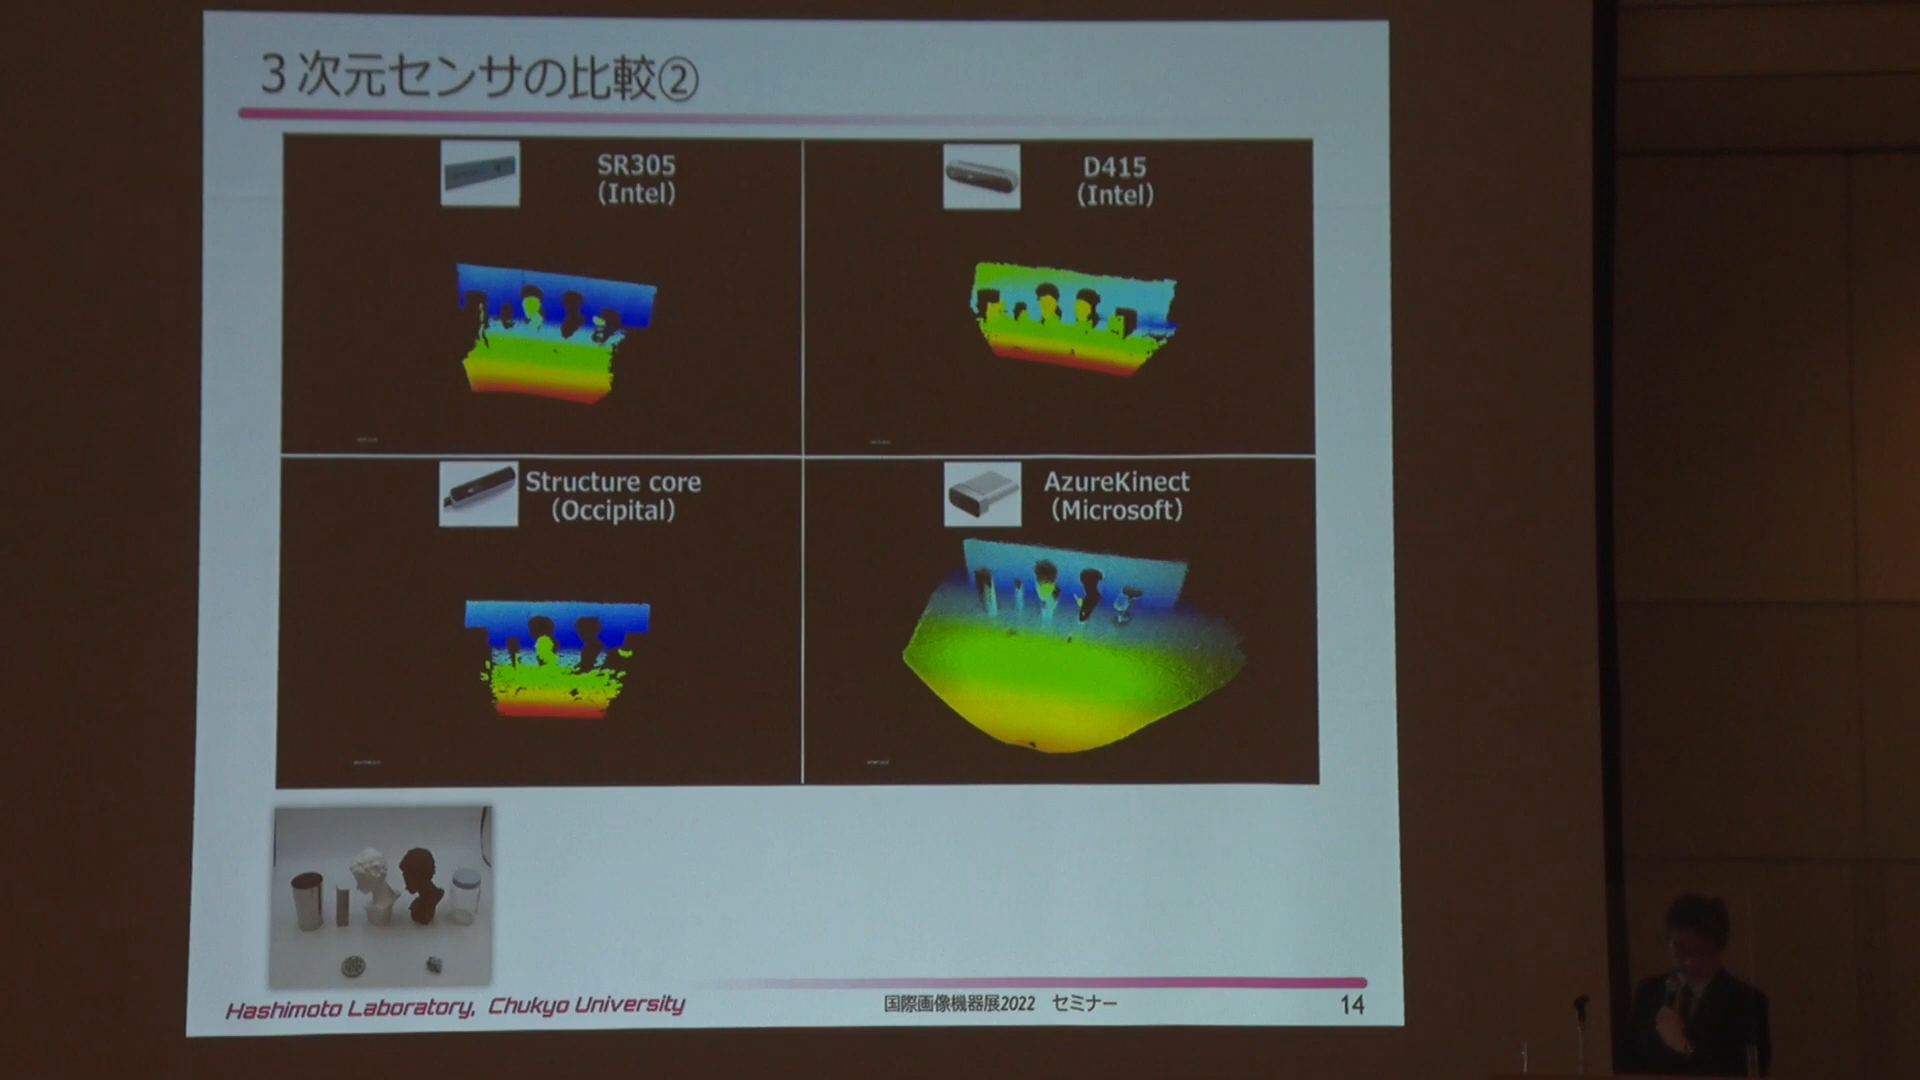 ３次元センサの比較②
SR305
(Intel)
D415
(Intel)
Structure core
(Occipital)
AzureKinect
(Microsoft)
Hashimoto Laboratory, Chukyo University
国際画像機器展2022　セミナー
14